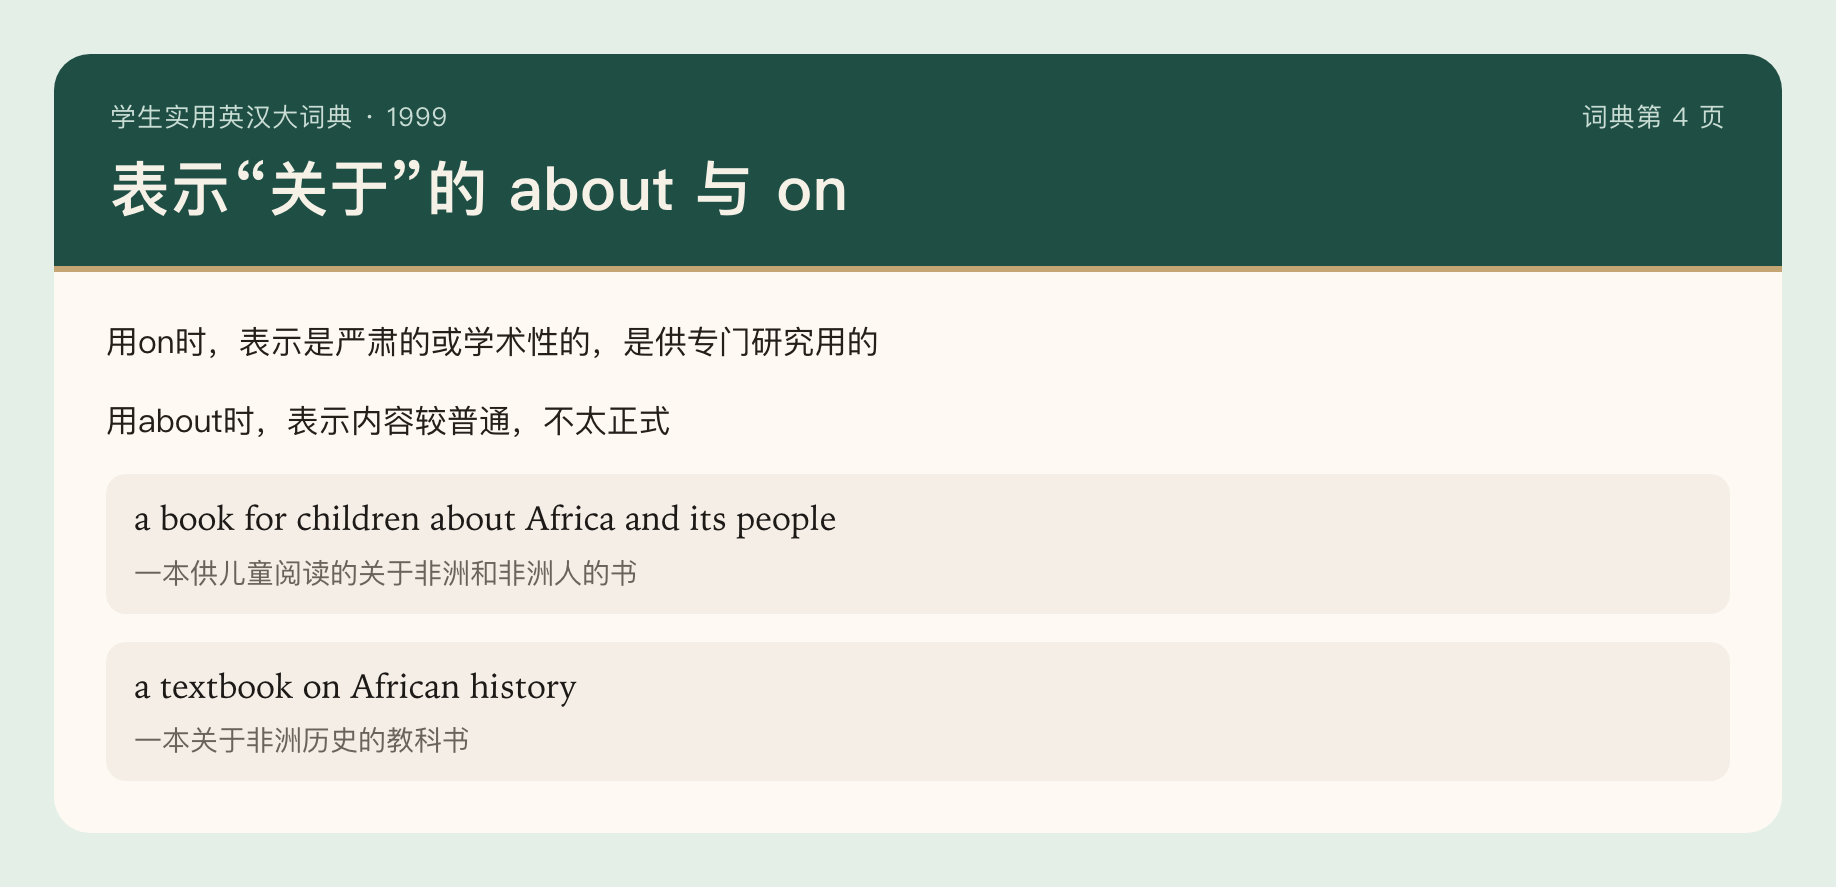 学生实用英汉大词典 · 1999
词典第 4 页
表示“关于”的 about 与 on
用on时，表示是严肃的或学术性的，是供专门研究用的
用about时，表示内容较普通，不太正式
a book for children about Africa and its people
一本供儿童阅读的关于非洲和非洲人的书
a textbook on African history
一本关于非洲历史的教科书